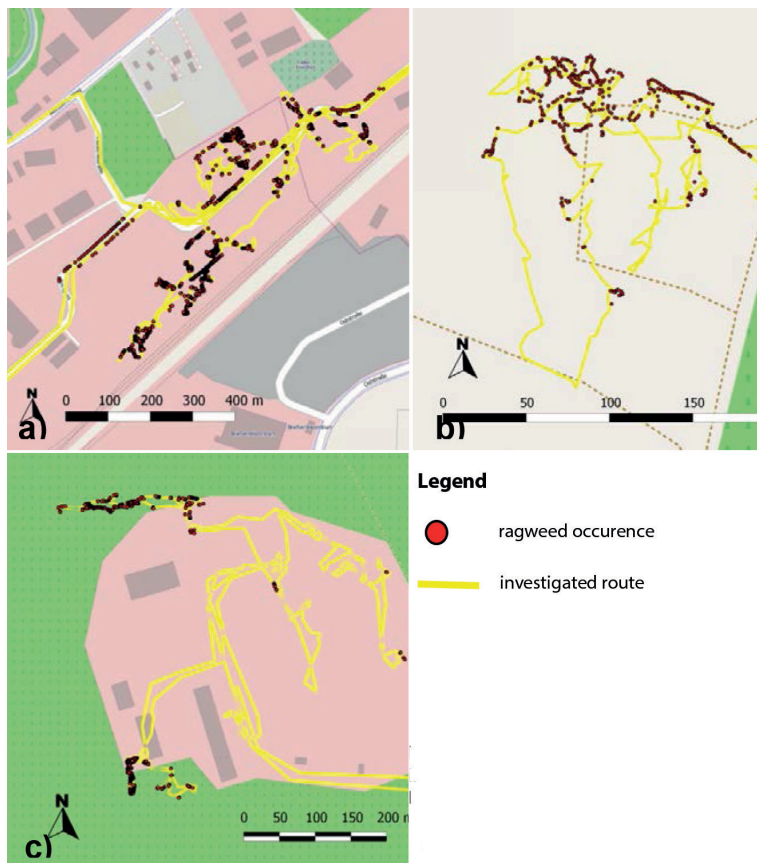 N
0 100 200 300 400 m
a)
N
0 50 100 150
b)
Legend
ragweed occurence
investigated route
N
0 50 100 150 200 m
c)